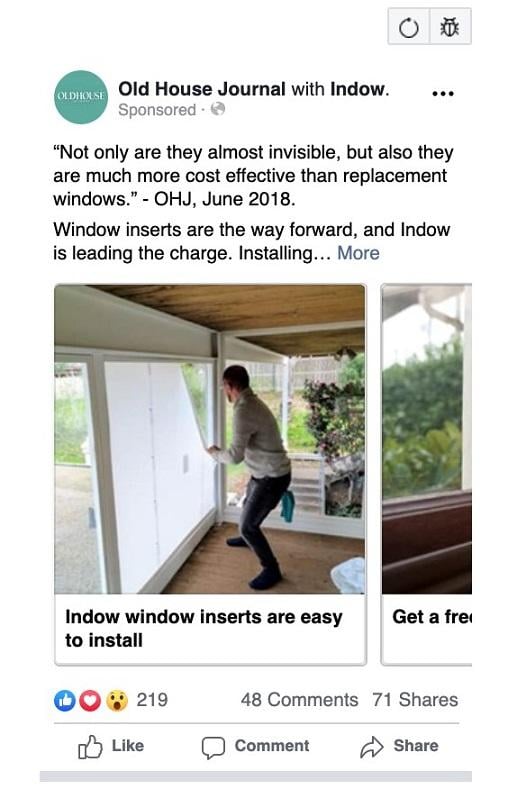 OLDHOUSE
Old House Journal with Indow.
Sponsored ·
“Not only are they almost invisible, but also they
are much more cost effective than replacement
windows.” - OHJ, June 2018.
Window inserts are the way forward, and Indow
is leading the charge. Installing… More
Indow window inserts are easy
to install
Get a free
219
48 Comments 71 Shares
Like
Comment
Share